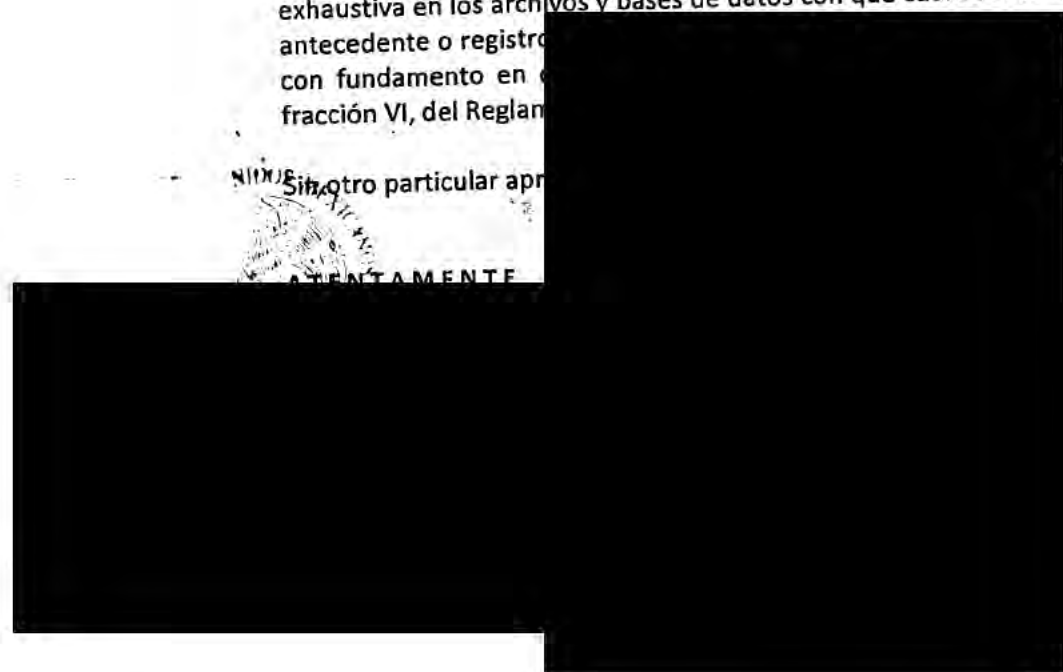 exhaustiva en los archivos y bases de datos con que
antecedente o registro
con fundamento en
fracción VI, del Reglam
Sin otro particular apr
ATENTAMENTE